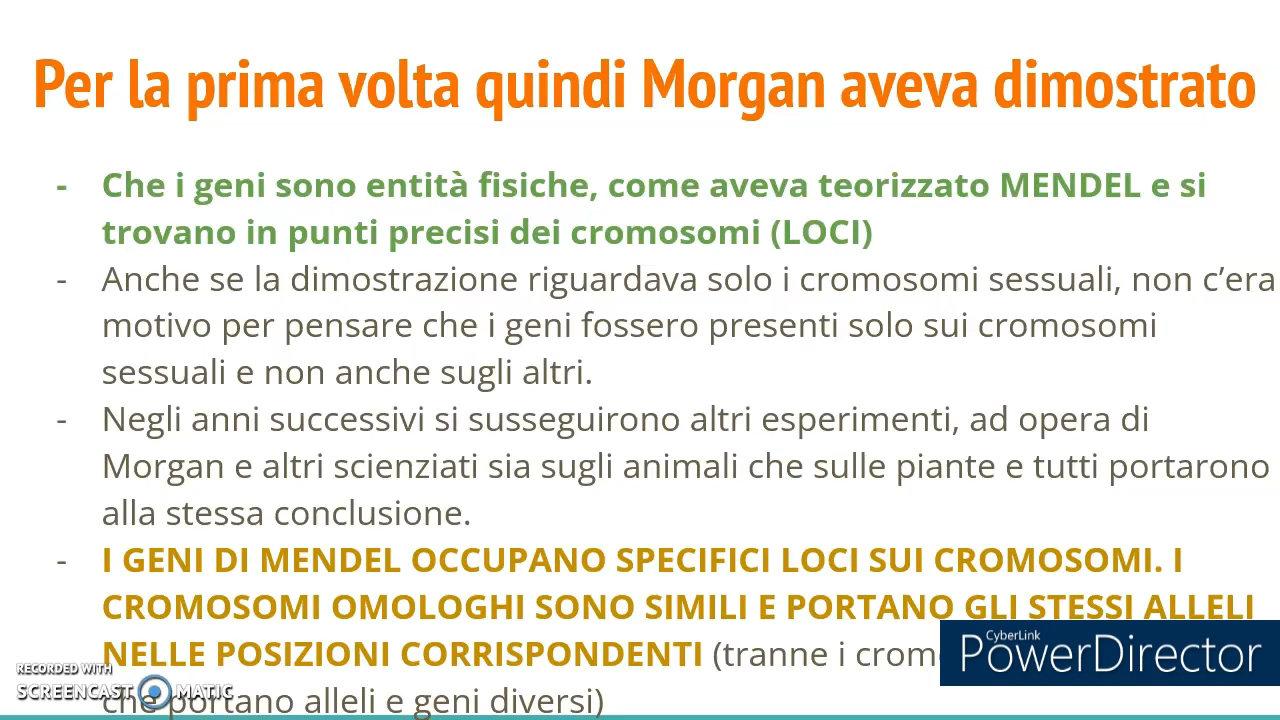 Per la prima volta quindi Morgan aveva dimostrato
- Che i geni sono entità fisiche, come aveva teorizzato MENDEL e si
trovano in punti precisi dei cromosomi (LOCI)
- Anche se la dimostrazione riguardava solo i cromosomi sessuali, non c’era
motivo per pensare che i geni fossero presenti solo sui cromosomi
sessuali e non anche sugli altri.
- Negli anni successivi si susseguirono altri esperimenti, ad opera di
Morgan e altri scienziati sia sugli animali che sulle piante e tutti portarono
alla stessa conclusione.
- I GENI DI MENDEL OCCUPANO SPECIFICI LOCI SUI CROMOSOMI. I
CROMOSOMI OMOLOGHI SONO SIMILI E PORTANO GLI STESSI ALLELI
NELLE POSIZIONI CORRISPONDENTI (tranne i
che portano alleli e geni diversi)
RECORDED WITH
SCREENCAST MATIC
CyberLink
PowerDirector